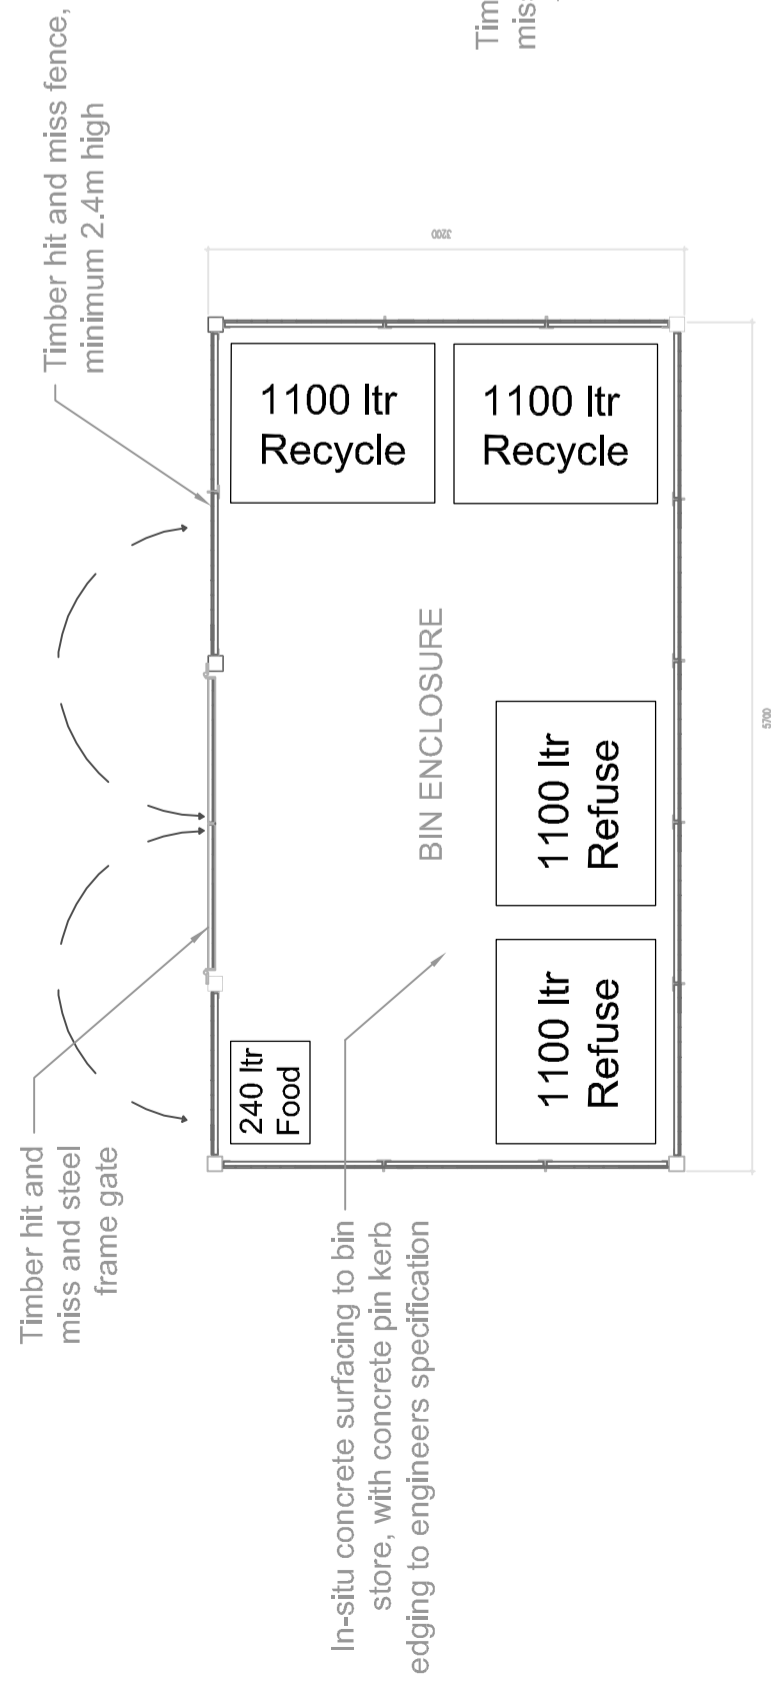 Timber hit and miss fence,
minimum 2.4m high
Tim
mis
3200
1100 ltr
Recycle
1100 ltr
Recycle
BIN ENCLOSURE
5700
1100 ltr
Refuse
1100 ltr
Refuse
240 ltr
Food
Timber hit and
miss and steel
frame gate
In-situ concrete surfacing to bin
store, with concrete pin kerb
edging to engineers specification